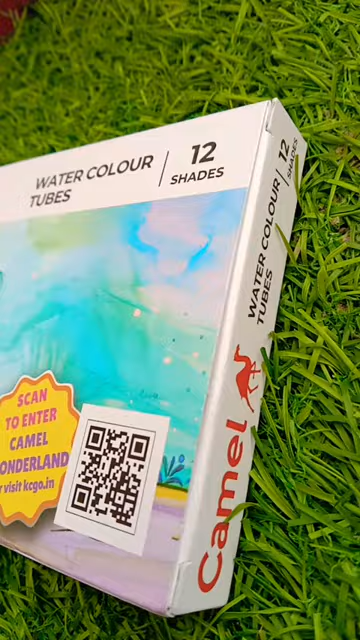 WATER COLOUR
TUBES
12
SHADES
SCAN
TO ENTER
CAMEL
ONDERLAND
visit kcgo.in
WATER COLOUR
TUBES
12
SHADES
Camel